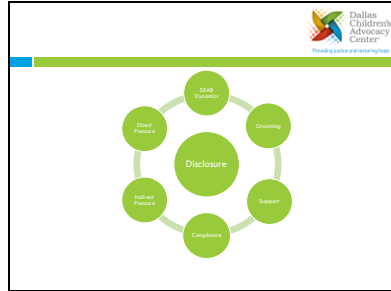 Dallas
Children's
Advocacy
Center
Providing justice and restoring hope
SXAB
Dynamics
Grooming
Support
Compliance
Indirect
Pressure
Direct
Pressure
Disclosure